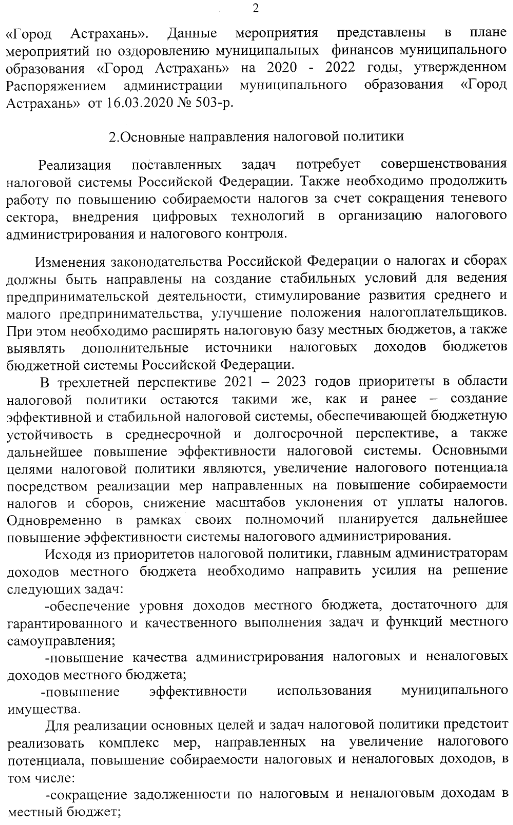 2
«Город Астрахань». Данные мероприятия представлены в плане
мероприятий по оздоровлению муниципальных финансов муниципального
образования «Город Астрахань» на 2020 - 2022 годы, утвержденном
Распоряжением администрации муниципального образования «Город
Астрахань» от 16.03.2020 № 503-р.
2.Основные направления налоговой политики
Реализация поставленных задач потребует совершенствования
налоговой системы Российской Федерации. Также необходимо продолжить
работу по повышению собираемости налогов за счет сокращения теневого
сектора, внедрения цифровых технологий в организацию налогового
администрирования и налогового контроля.
Изменения законодательства Российской Федерации о налогах и сборах
должны быть направлены на создание стабильных условий для ведения
предпринимательской деятельности, стимулирование развития среднего и
малого предпринимательства, улучшение положения налогоплательщиков.
При этом необходимо расширять налоговую базу местных бюджетов, а также
выявлять дополнительные источники налоговых доходов бюджетов
бюджетной системы Российской Федерации.
В трехлетней перспективе 2021 – 2023 годов приоритеты в области
налоговой политики остаются такими же, как и ранее – создание
эффективной и стабильной налоговой системы, обеспечивающей бюджетную
устойчивость в среднесрочной и долгосрочной перспективе, а также
дальнейшее повышение эффективности налоговой системы. Основными
целями налоговой политики являются, увеличение налогового потенциала
посредством реализации мер направленных на повышение собираемости
налогов и сборов, снижение масштабов уклонения от уплаты налогов.
Одновременно в рамках своих полномочий планируется дальнейшее
повышение эффективности системы налогового администрирования.
Исходя из приоритетов налоговой политики, главным администраторам
доходов местного бюджета необходимо направить усилия на решение
следующих задач:
-обеспечение уровня доходов местного бюджета, достаточного для
гарантированного и качественного выполнения задач и функций местного
самоуправления;
-повышение качества администрирования налоговых и неналоговых
доходов местного бюджета;
-повышение эффективности использования муниципального
имущества.
Для реализации основных целей и задач налоговой политики предстоит
реализовать комплекс мер, направленных на увеличение налогового
потенциала, повышение собираемости налоговых и неналоговых доходов, в
том числе:
-сокращение задолженности по налоговым и неналоговым доходам в
местный бюджет;